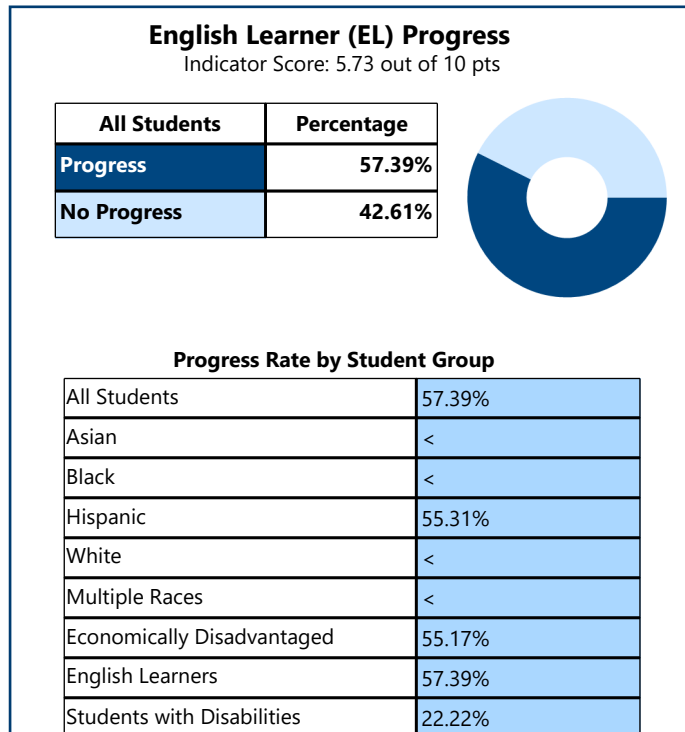 English Learner (EL) Progress
Indicator Score: 5.73 out of 10 pts
All Students Percentage
Progress 57.39%
No Progress 42.61%
Progress Rate by Student Group
All Students 57.39%
Asian <
Black <
Hispanic 55.31%
White <
Multiple Races <
Economically Disadvantaged 55.17%
English Learners 57.39%
Students with Disabilities 22.22%